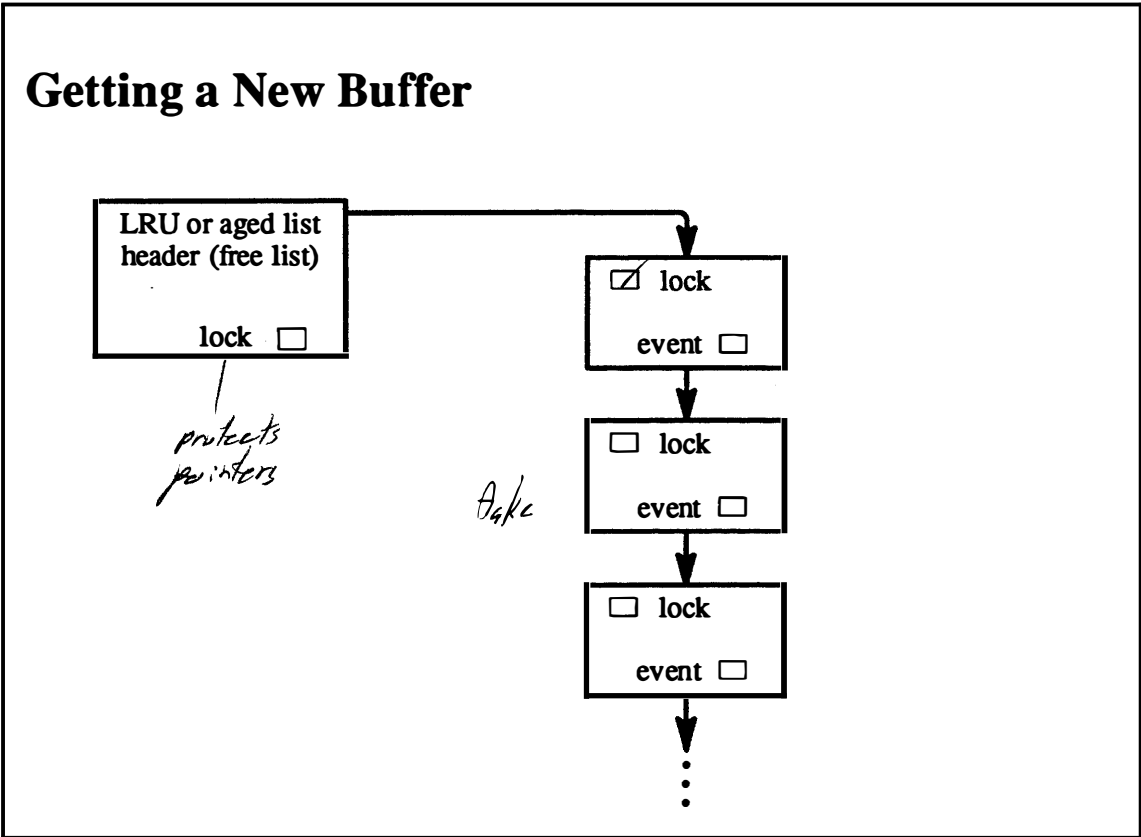 Getting a New Buffer
LRU or aged list
header (free list)
lock
protects
pointers
lock
event
lock
event
lock
event